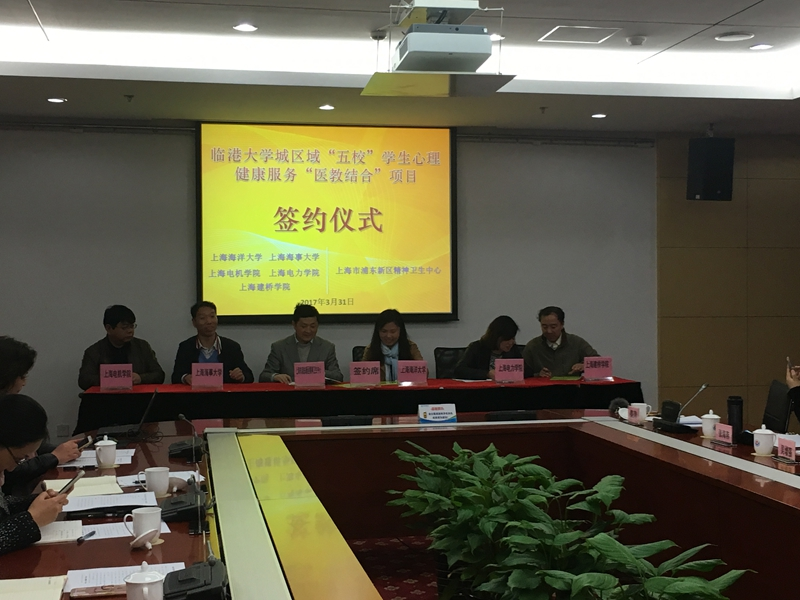 临港大学城区域“五校”学生心理
健康服务“医教结合”项目
签约仪式
上海海洋大学 上海海事大学
上海电机学院 上海电力学院
上海建桥学院
上海市浦东新区精神卫生中心
2017年3月31日
上海电机学院
上海海事大学
签约席
上海海洋大学
上海电力学院
上海建桥学院